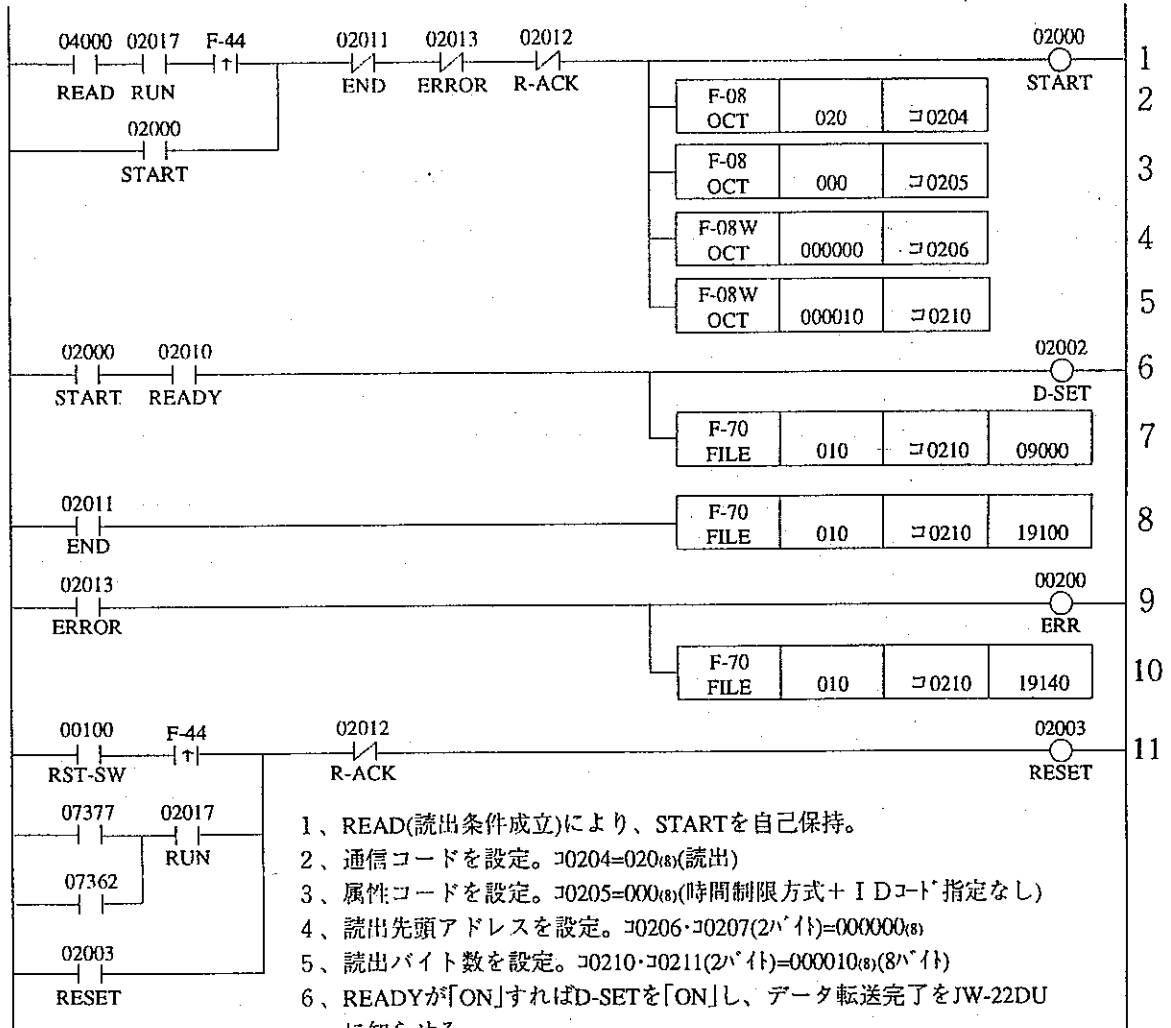 04000 02017 F-44 02011 02013 02012 02000
↑
READ RUN END ERROR R-ACK START 1
F-08 OCT 020 コ0204 2
02000
START
F-08 OCT 000 コ0205 3
F-08W OCT 000000 コ0206 4
F-08W OCT 000010 コ0210 5
02000 02010 02002
START READY D-SET 6
F-70 FILE 010 コ0210 09000 7
02011
END
F-70 FILE 010 コ0210 19100 8
02013 00200
ERROR ERR 9
F-70 FILE 010 コ0210 19140 10
00100 F-44 02012 02003
↑
RST-SW R-ACK RESET 11
07377 02017
RUN
07362
02003
RESET
1、READ(読出条件成立)により、STARTを自己保持。
2、通信コードを設定。コ0204=020(8)(読出)
3、属性コードを設定。コ0205=000(8)(時間制限方式+IDコード指定なし)
4、読出先頭アドレスを設定。コ0206・コ0207(2バイト)=000000(8)
5、読出バイト数を設定。コ0210・コ0211(2バイト)=000010(8)(8バイト)
6、READYが「ON」すればD-SETを「ON」し、データ転送完了をJW-22DU